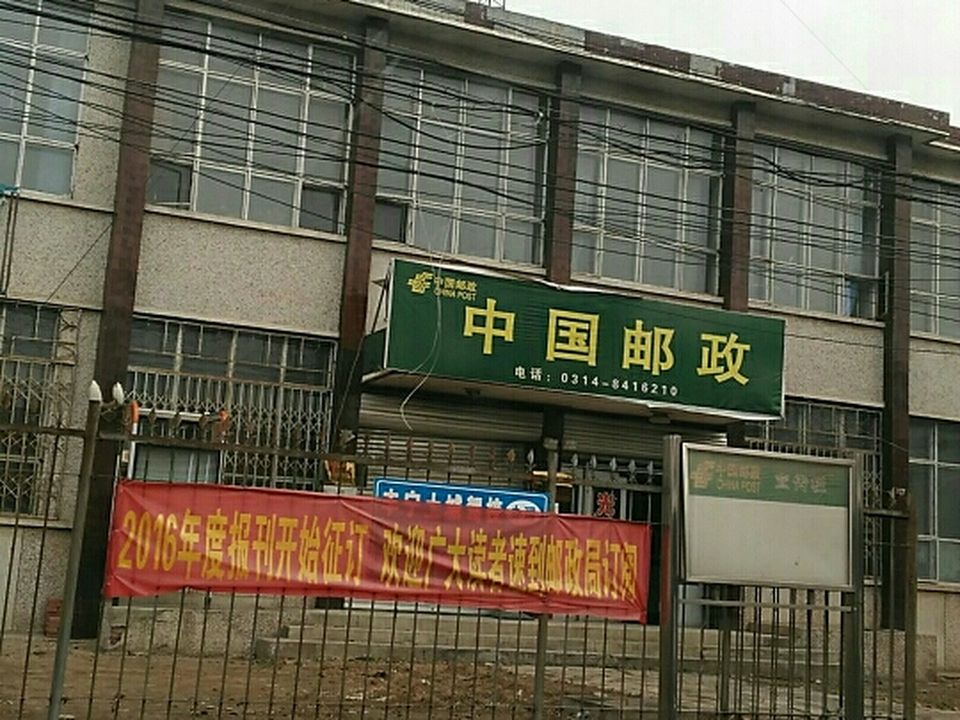 中国邮政
CHINA POST
中国邮政
电话：0314-8416210
光
2016年度报刊开始征订 欢迎广大读者速到邮政局订阅
中国邮政
CHINA POST